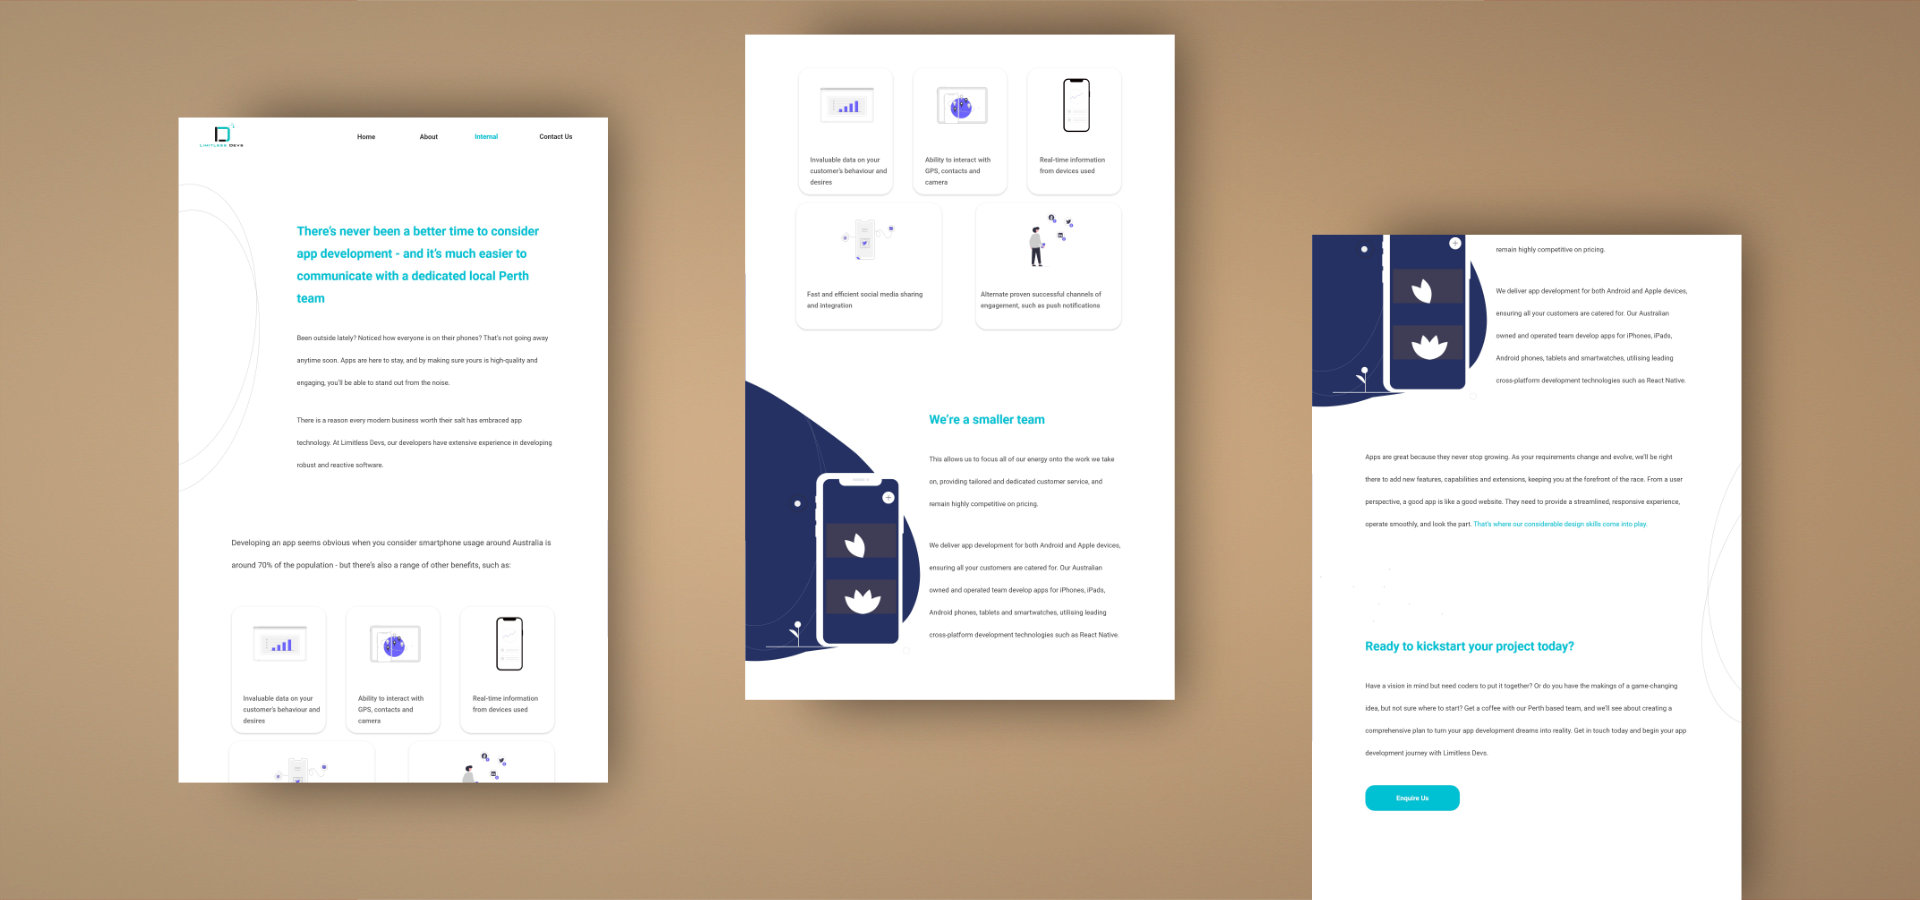 LIMITLESS DEVS
Home
About
Internal
Contact Us
There's never been a better time to consider
app development - and it's much easier to
communicate with a dedicated local Perth
team
Been outside lately? Noticed how everyone is on their phones? That's not going away
anytime soon. Apps are here to stay, and by making sure yours is high-quality and
engaging, you'll be able to stand out from the noise.
There is a reason every modern business worth their salt has embraced app
technology. At Limitless Devs, our developers have extensive experience in developing
robust and reactive software.
Developing an app seems obvious when you consider smartphone usage around Australia is
around 70% of the population - but there's also a range of other benefits, such as:
Invaluable data on your
customer's behaviour and
desires
Ability to interact with
GPS, contacts and
camera
Real-time information
from devices used
Invaluable data on your
customer's behaviour and
desires
Ability to interact with
GPS, contacts and
camera
Real-time information
from devices used
Fast and efficient social media sharing
and integration
Alternate proven successful channels of
engagement, such as push notifications
We're a smaller team
This allows us to focus all of our energy onto the work we take
on, providing tailored and dedicated customer service, and
remain highly competitive on pricing.
We deliver app development for both Android and Apple devices,
ensuring all your customers are catered for. Our Australian
owned and operated team develop apps for iPhones, iPads,
Android phones, tablets and smartwatches, utilising leading
cross-platform development technologies such as React Native.
remain highly competitive on pricing.
We deliver app development for both Android and Apple devices,
ensuring all your customers are catered for. Our Australian
owned and operated team develop apps for iPhones, iPads,
Android phones, tablets and smartwatches, utilising leading
cross-platform development technologies such as React Native.
Apps are great because they never stop growing. As your requirements change and evolve, we'll be right
there to add new features, capabilities and extensions, keeping you at the forefront of the race. From a user
perspective, a good app is like a good website. They need to provide a streamlined, responsive experience,
operate smoothly, and look the part. That's where our considerable design skills come into play.
Ready to kickstart your project today?
Have a vision in mind but need coders to put it together? Or do you have the makings of a game-changing
idea, but not sure where to start? Get a coffee with our Perth based team, and we'll see about creating a
comprehensive plan to turn your app development dreams into reality. Get in touch today and begin your app
development journey with Limitless Devs.
Enquire Us